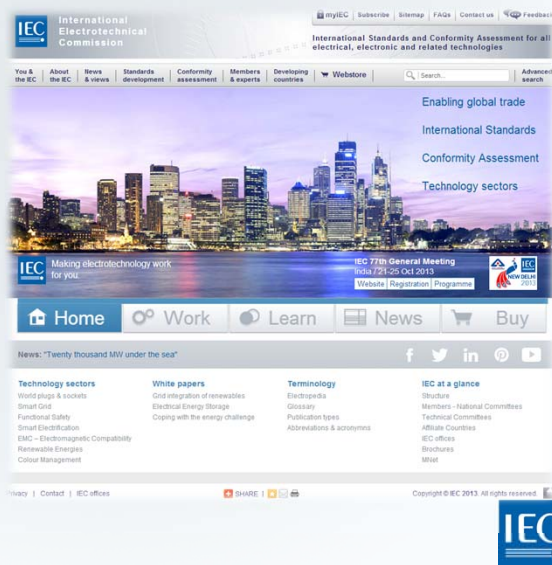 IEC
International
Electrotechnical
Commission
myIEC | Subscribe | Sitemap | FAQs | Contact us | Feedbac
International Standards and Conformity Assessment for all
electrical, electronic and related technologies
You & the IEC | About the IEC | News & views | Standards development | Conformity assessment | Members & experts | Developing countries | Webstore | Search... | Advanced search
Enabling global trade
International Standards
Conformity Assessment
Technology sectors
IEC
Making electrotechnology work
for you.
IEC 77th General Meeting
India / 21-25 Oct 2013
Website | Registration | Programme
IEC
NEW DELHI
2013
Home Work Learn News Buy
News: "Twenty thousand MW under the sea"
Technology sectors
World plugs & sockets
Smart Grid
Functional Safety
Smart Electrification
EMC – Electromagnetic Compatibility
Renewable Energies
Colour Management
White papers
Grid integration of renewables
Electrical Energy Storage
Coping with the energy challenge
Terminology
Electropedia
Glossary
Publication types
Abbreviations & acronyms
IEC at a glance
Structure
Members - National Committees
Technical Committees
Affiliate Countries
IEC offices
Brochures
MNet
rivacy | Contact | IEC offices
SHARE
Copyright © IEC 2013. All rights reserved.
IEC